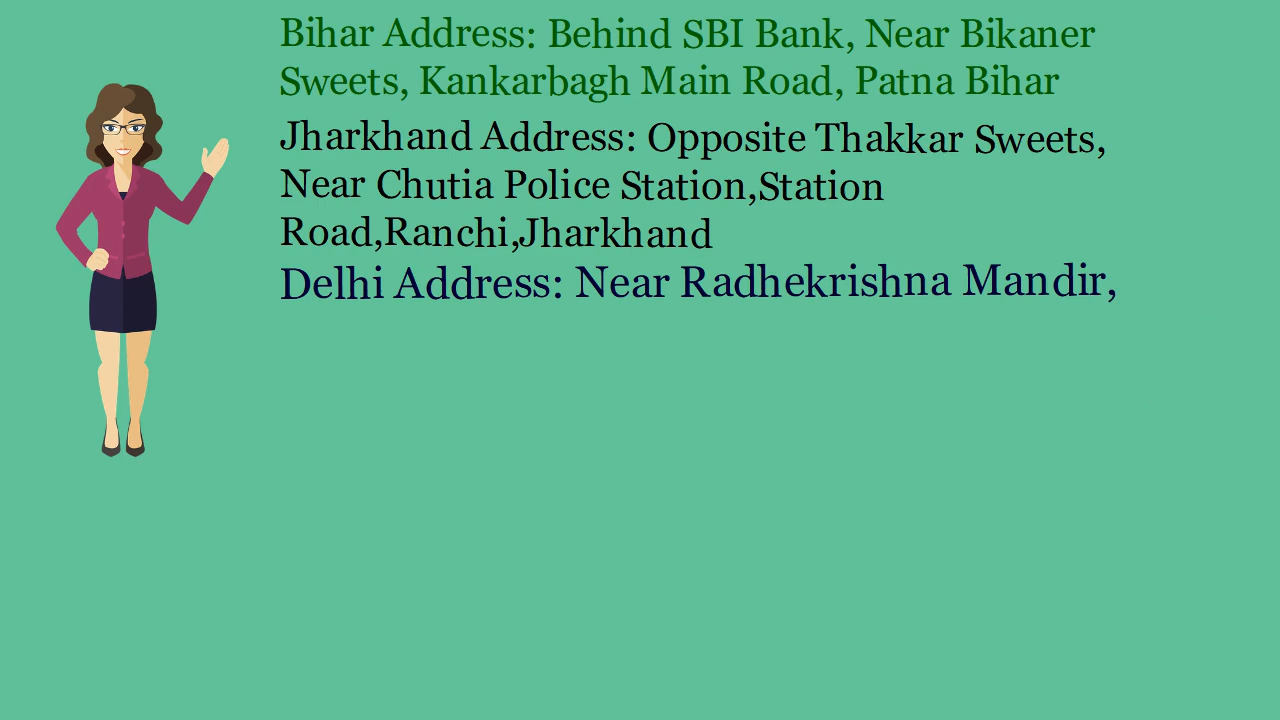 Bihar Address: Behind SBI Bank, Near Bikaner
Sweets, Kankarbagh Main Road, Patna Bihar
Jharkhand Address: Opposite Thakkar Sweets,
Near Chutia Police Station,Station
Road,Ranchi,Jharkhand
Delhi Address: Near Radhekrishna Mandir,